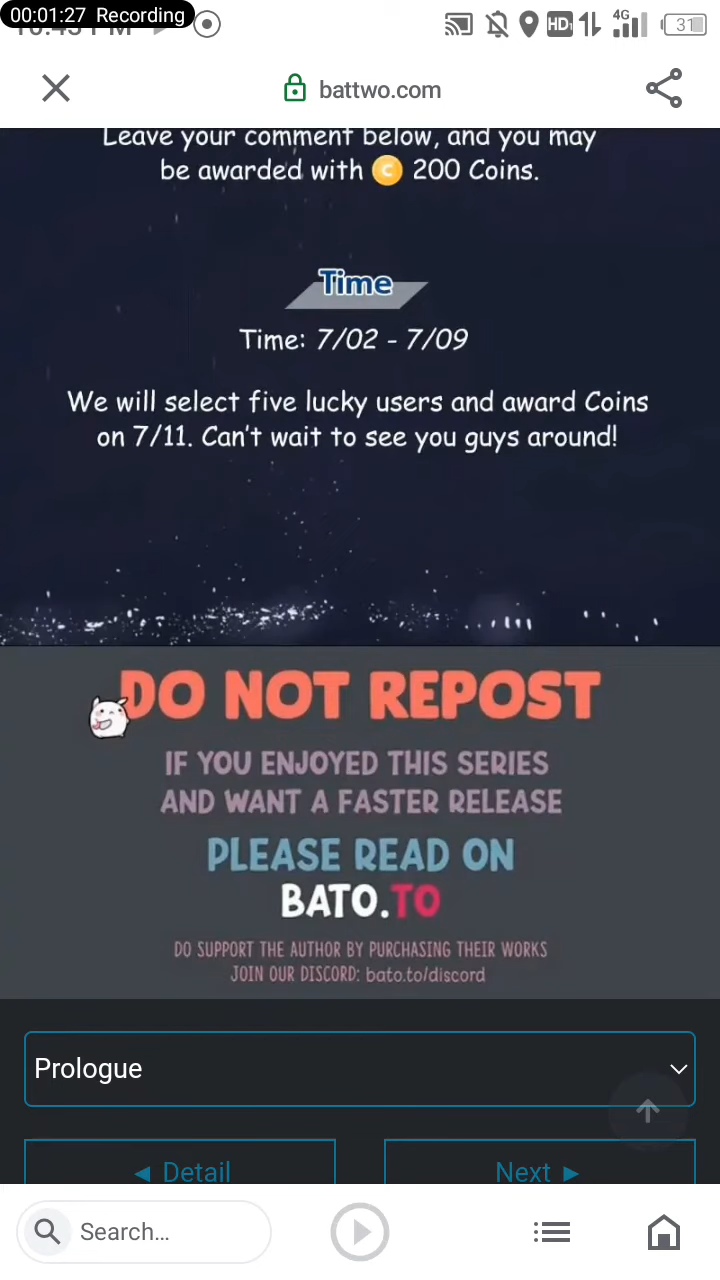 00:01:27 Recording
HD
4G
31
battwo.com
Leave your comment below, and you may
be awarded with C 200 Coins.
Time
Time: 7/02 - 7/09
We will select five lucky users and award Coins
on 7/11. Can't wait to see you guys around!
DO NOT REPOST
IF YOU ENJOYED THIS SERIES
AND WANT A FASTER RELEASE
PLEASE READ ON
BATO.TO
DO SUPPORT THE AUTHOR BY PURCHASING THEIR WORKS
JOIN OUR DISCORD: bato.to/discord
Prologue
◄ Detail
Next ►
Search...